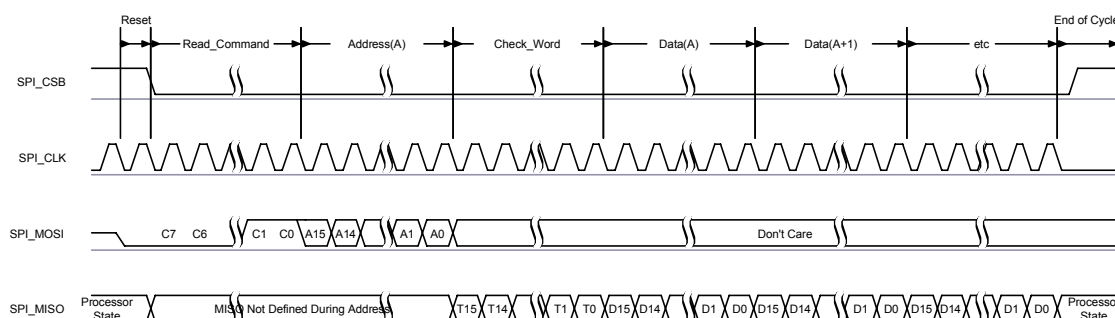 Reset
End of Cycle
Read_Command Address(A) Check_Word Data(A) Data(A+1) etc
SPI_CSB
SPI_CLK
SPI_MOSI C7 C6 C1 C0 A15 A14 A1 A0 Don't Care
SPI_MISO Processor State MISO Not Defined During Address T15 T14 T1 T0 D15 D14 D1 D0 D15 D14 D1 D0 D15 D14 D1 D0 Processor State